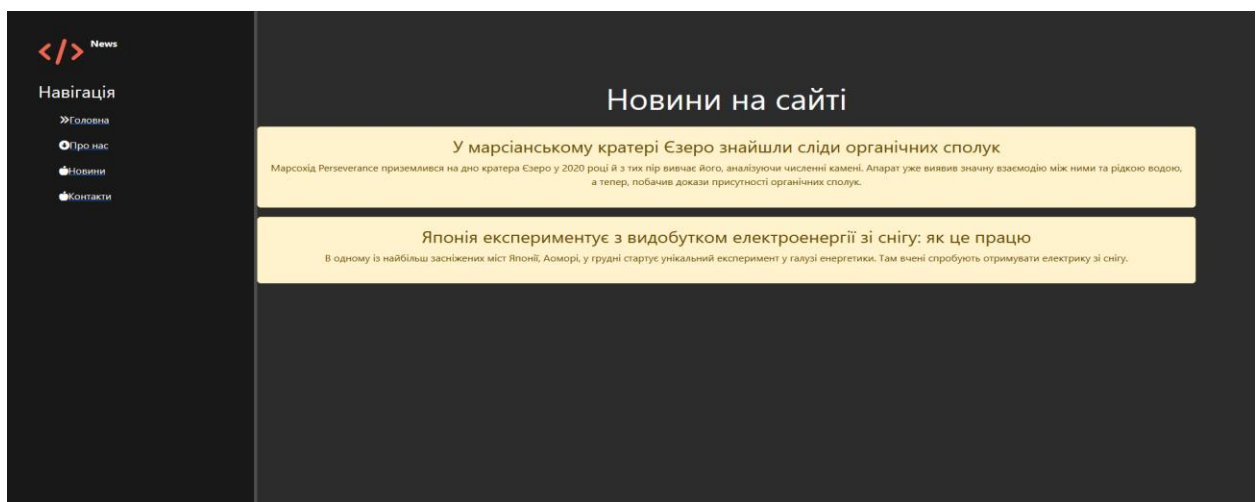 </> News
Навігація
Головна
Про нас
Новини
Контакти
Новини на сайті
У марсіанському кратері Єзеро знайшли сліди органічних сполук
Марсохід Perseverance приземлився на дно кратера Єзеро у 2020 році й з тих пір вивчає його, аналізуючи численні камені. Апарат уже виявив значну взаємодію між ними та рідкою водою,
а тепер, побачив докази присутності органічних сполук.
Японія експериментує з видобутком електроенергії зі снігу: як це працю
В одному із найбільш засніжених міст Японії, Аоморі, у грудні стартує унікальний експеримент у галузі енергетики. Там вчені спробують отримувати електрику зі снігу.